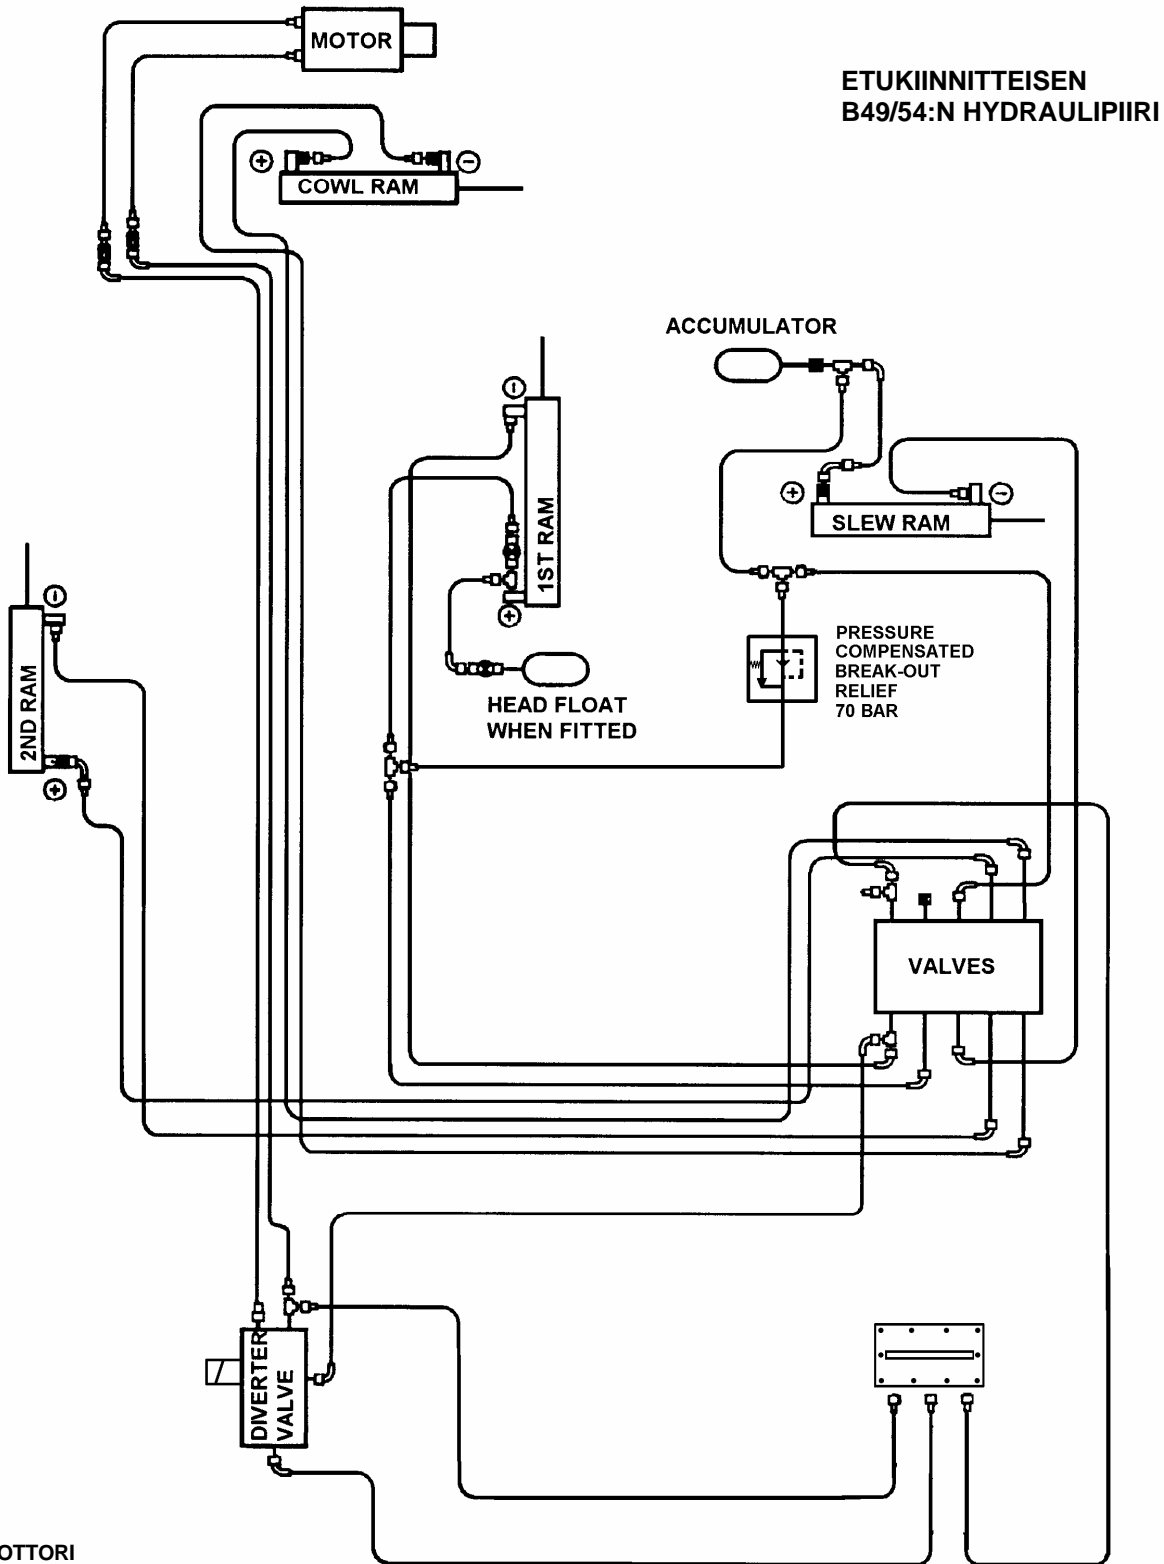 MOTOR
ETUKIINNITTEISEN
B49/54:N HYDRAULIPIIRI
+
−
COWL RAM
ACCUMULATOR
−
1ST RAM
+
+
−
SLEW RAM
−
2ND RAM
+
PRESSURE
COMPENSATED
BREAK-OUT
RELIEF
70 BAR
HEAD FLOAT
WHEN FITTED
VALVES
DIVERTER
VALVE
OTTORI